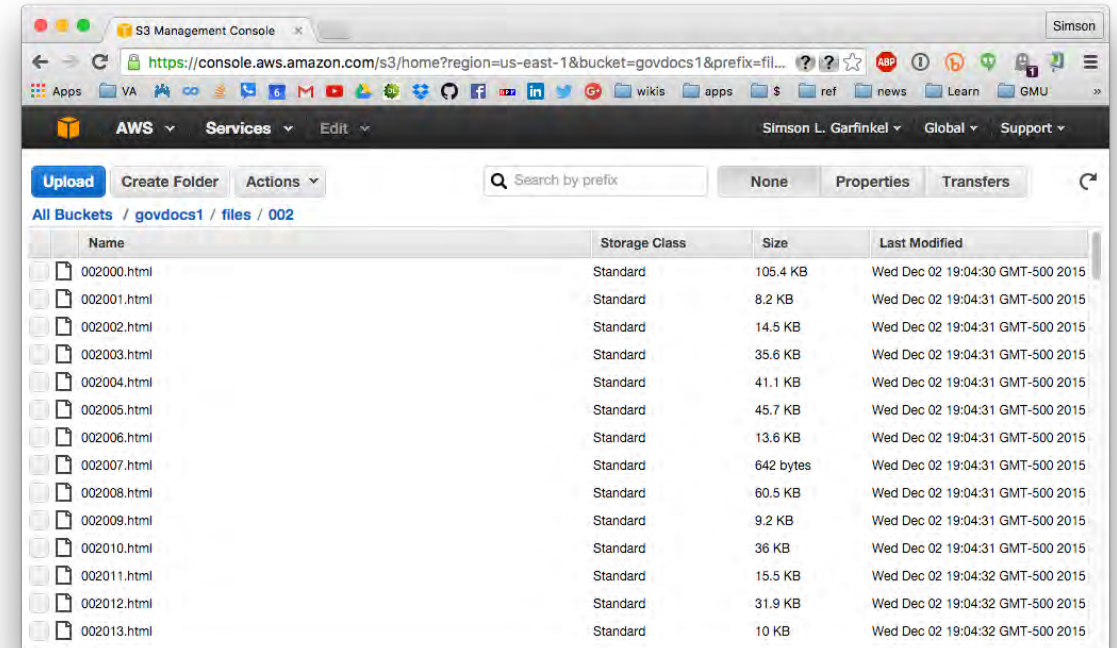 S3 Management Console
Simson
https://console.aws.amazon.com/s3/home?region=us-east-1&bucket=govdocs1&prefix=fil...
Apps VA wikis apps $ ref news Learn GMU »
AWS Services Edit Simson L. Garfinkel Global Support
Upload Create Folder Actions Search by prefix None Properties Transfers
All Buckets / govdocs1 / files / 002
Name Storage Class Size Last Modified
002000.html Standard 105.4 KB Wed Dec 02 19:04:30 GMT-500 2015
002001.html Standard 8.2 KB Wed Dec 02 19:04:31 GMT-500 2015
002002.html Standard 14.5 KB Wed Dec 02 19:04:31 GMT-500 2015
002003.html Standard 35.6 KB Wed Dec 02 19:04:31 GMT-500 2015
002004.html Standard 41.1 KB Wed Dec 02 19:04:31 GMT-500 2015
002005.html Standard 45.7 KB Wed Dec 02 19:04:31 GMT-500 2015
002006.html Standard 13.6 KB Wed Dec 02 19:04:31 GMT-500 2015
002007.html Standard 642 bytes Wed Dec 02 19:04:31 GMT-500 2015
002008.html Standard 60.5 KB Wed Dec 02 19:04:31 GMT-500 2015
002009.html Standard 9.2 KB Wed Dec 02 19:04:31 GMT-500 2015
002010.html Standard 36 KB Wed Dec 02 19:04:31 GMT-500 2015
002011.html Standard 15.5 KB Wed Dec 02 19:04:32 GMT-500 2015
002012.html Standard 31.9 KB Wed Dec 02 19:04:32 GMT-500 2015
002013.html Standard 10 KB Wed Dec 02 19:04:32 GMT-500 2015